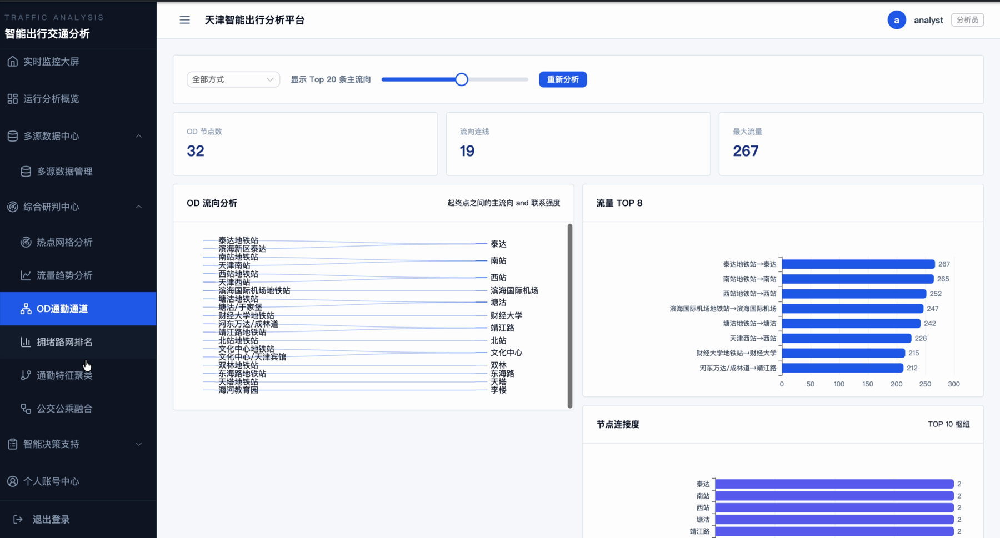 TRAFFIC ANALYSIS
智能出行交通分析
实时监控大屏
运行分析概览
多源数据中心
多源数据管理
综合研判中心
热点网格分析
流量趋势分析
OD通勤通道
拥堵路网排名
通勤特征聚类
公交公乘融合
智能决策支持
个人账号中心
退出登录
天津智能出行分析平台
a
analyst
分析员
全部方式
显示 Top 20 条主流向
重新分析
OD 节点数
32
流向连线
19
最大流量
267
OD 流向分析
起终点之间的主流向 and 联系强度
泰达地铁站
滨海新区泰达
南站地铁站
天津南站
西站地铁站
天津西站
滨海国际机场地铁站
塘沽地铁站
塘沽/于家堡
财经大学地铁站
河东万达/成林道
靖江路地铁站
北站地铁站
文化中心地铁站
文化中心/天津宾馆
双林地铁站
东海路地铁站
天塔地铁站
海河教育园
泰达
南站
西站
滨海国际机场
塘沽
财经大学
靖江路
北站
文化中心
双林
东海路
天塔
李楼
流量 TOP 8
泰达地铁站→泰达 267
南站地铁站→南站 265
西站地铁站→西站 252
滨海国际机场地铁站→滨海国际机场 247
塘沽地铁站→塘沽 242
天津西站→西站 226
财经大学地铁站→财经大学 215
河东万达/成林道→靖江路 212
0 50 100 150 200 250 300
节点连接度
TOP 10 枢纽
泰达 2
南站 2
西站 2
塘沽 2
靖江路 2